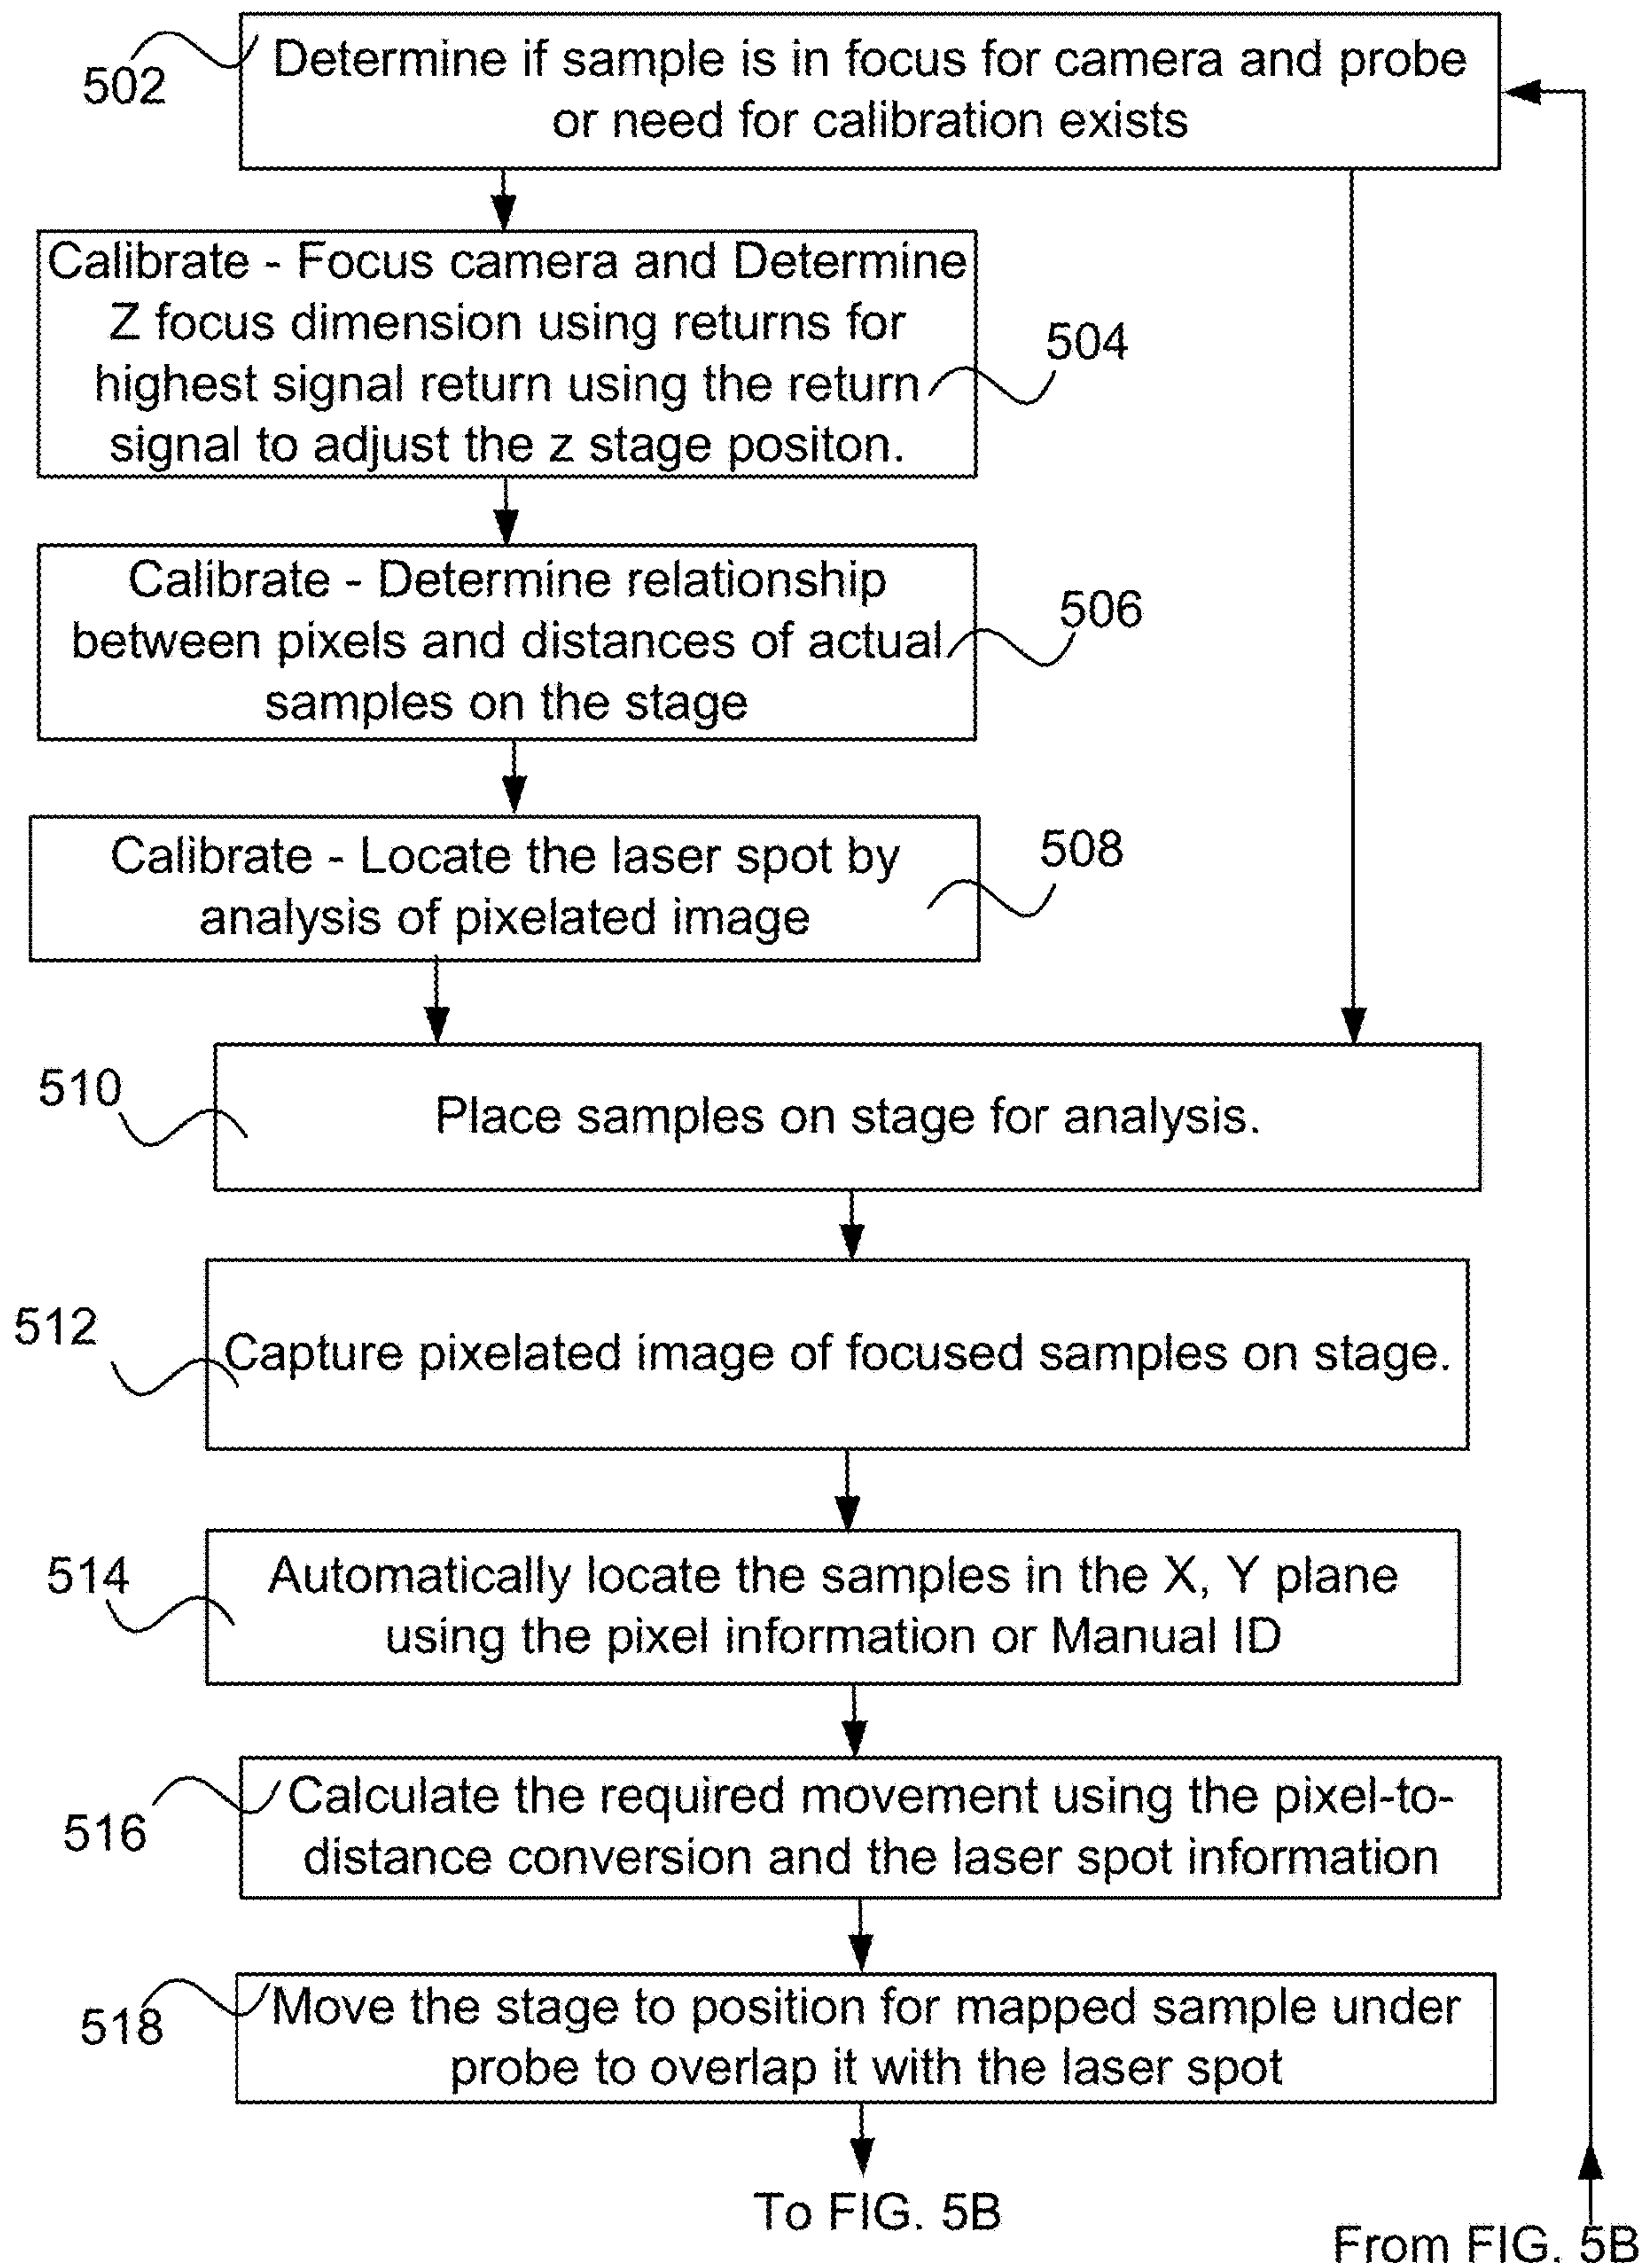 502
Determine if sample is in focus for camera and probe
or need for calibration exists
Calibrate - Focus camera and Determine
Z focus dimension using returns for
highest signal return using the return
signal to adjust the z stage positon.
504
Calibrate - Determine relationship
between pixels and distances of actual
samples on the stage
506
Calibrate - Locate the laser spot by
analysis of pixelated image
508
510
Place samples on stage for analysis.
512
Capture pixelated image of focused samples on stage.
514
Automatically locate the samples in the X, Y plane
using the pixel information or Manual ID
516
Calculate the required movement using the pixel-to-
distance conversion and the laser spot information
518
Move the stage to position for mapped sample under
probe to overlap it with the laser spot
To FIG. 5B
From FIG. 5B